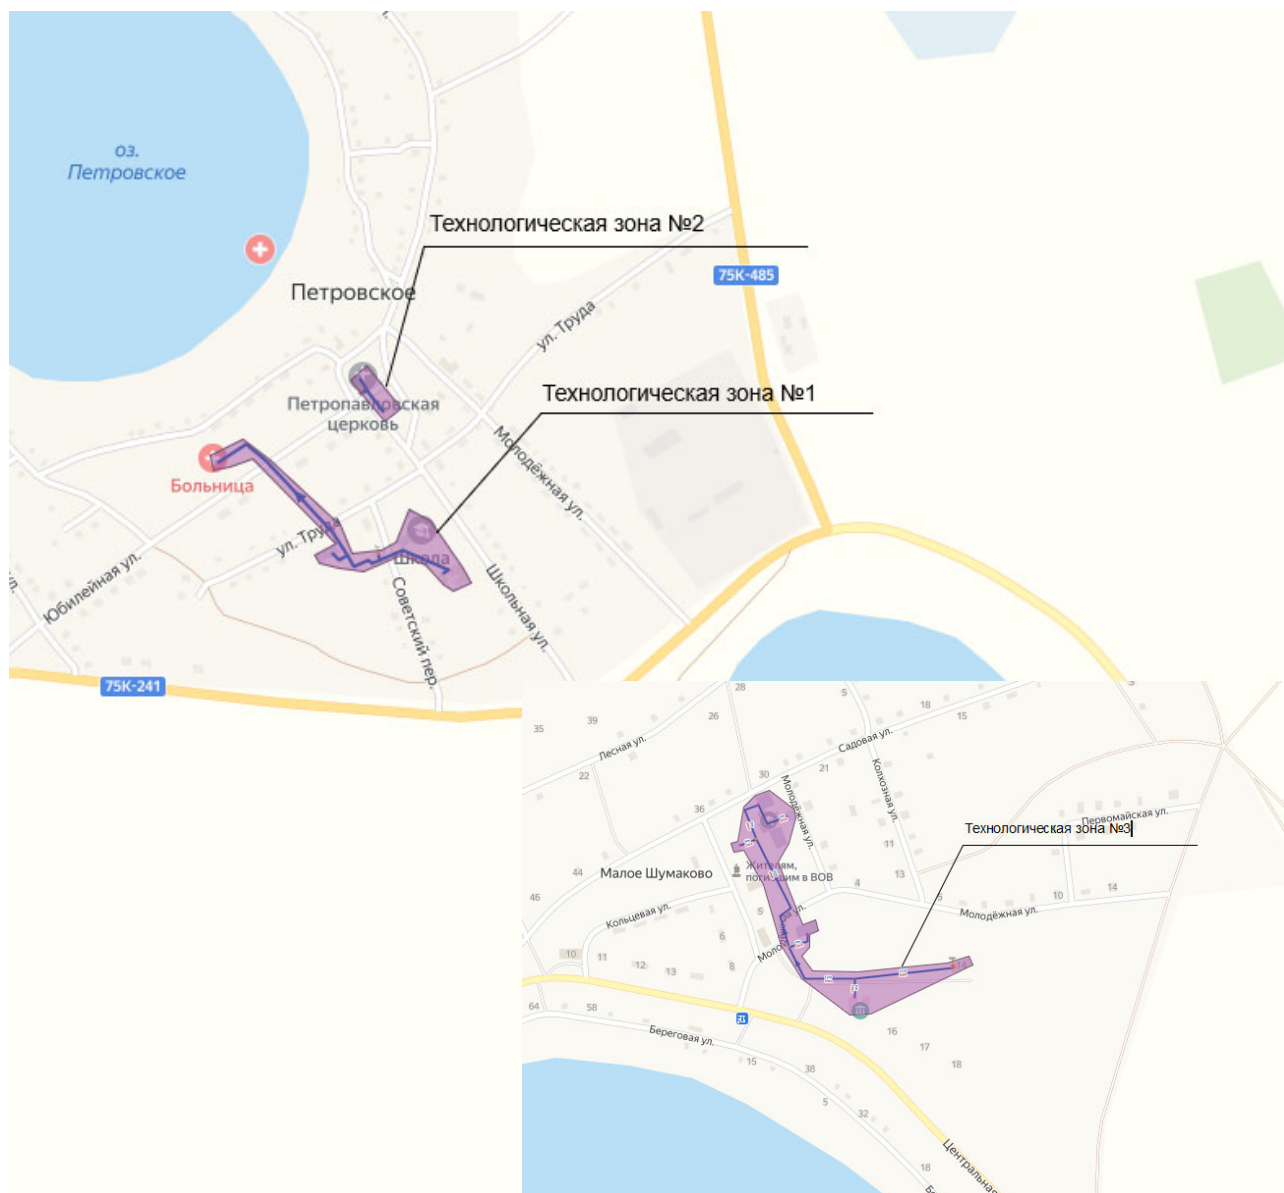 оз.
Петровское
Технологическая зона №2
75К-485
Петровское
ул. Труда
Технологическая зона №1
Петропавловская
церковь
Молодёжная ул.
Больница
ул. Труда
Школа
Юбилейная ул.
Советский пер.
Школьная ул.
75К-241
28
5
18
15
26
39
35
Лесная ул.
Садовая ул.
22
30
21
Молодёжная ул.
Колхозная ул.
36
Первомайская ул.
Технологическая зона №3
11
Жителям,
погибшим в ВОВ
Малое Шумаково
44
13
4
14
10
46
5
9
Кольцевая ул.
Молодёжная ул.
6
10
11
12
13
8
14
64
58
16
Береговая ул.
17
15
18
38
5
32
18
Центральная